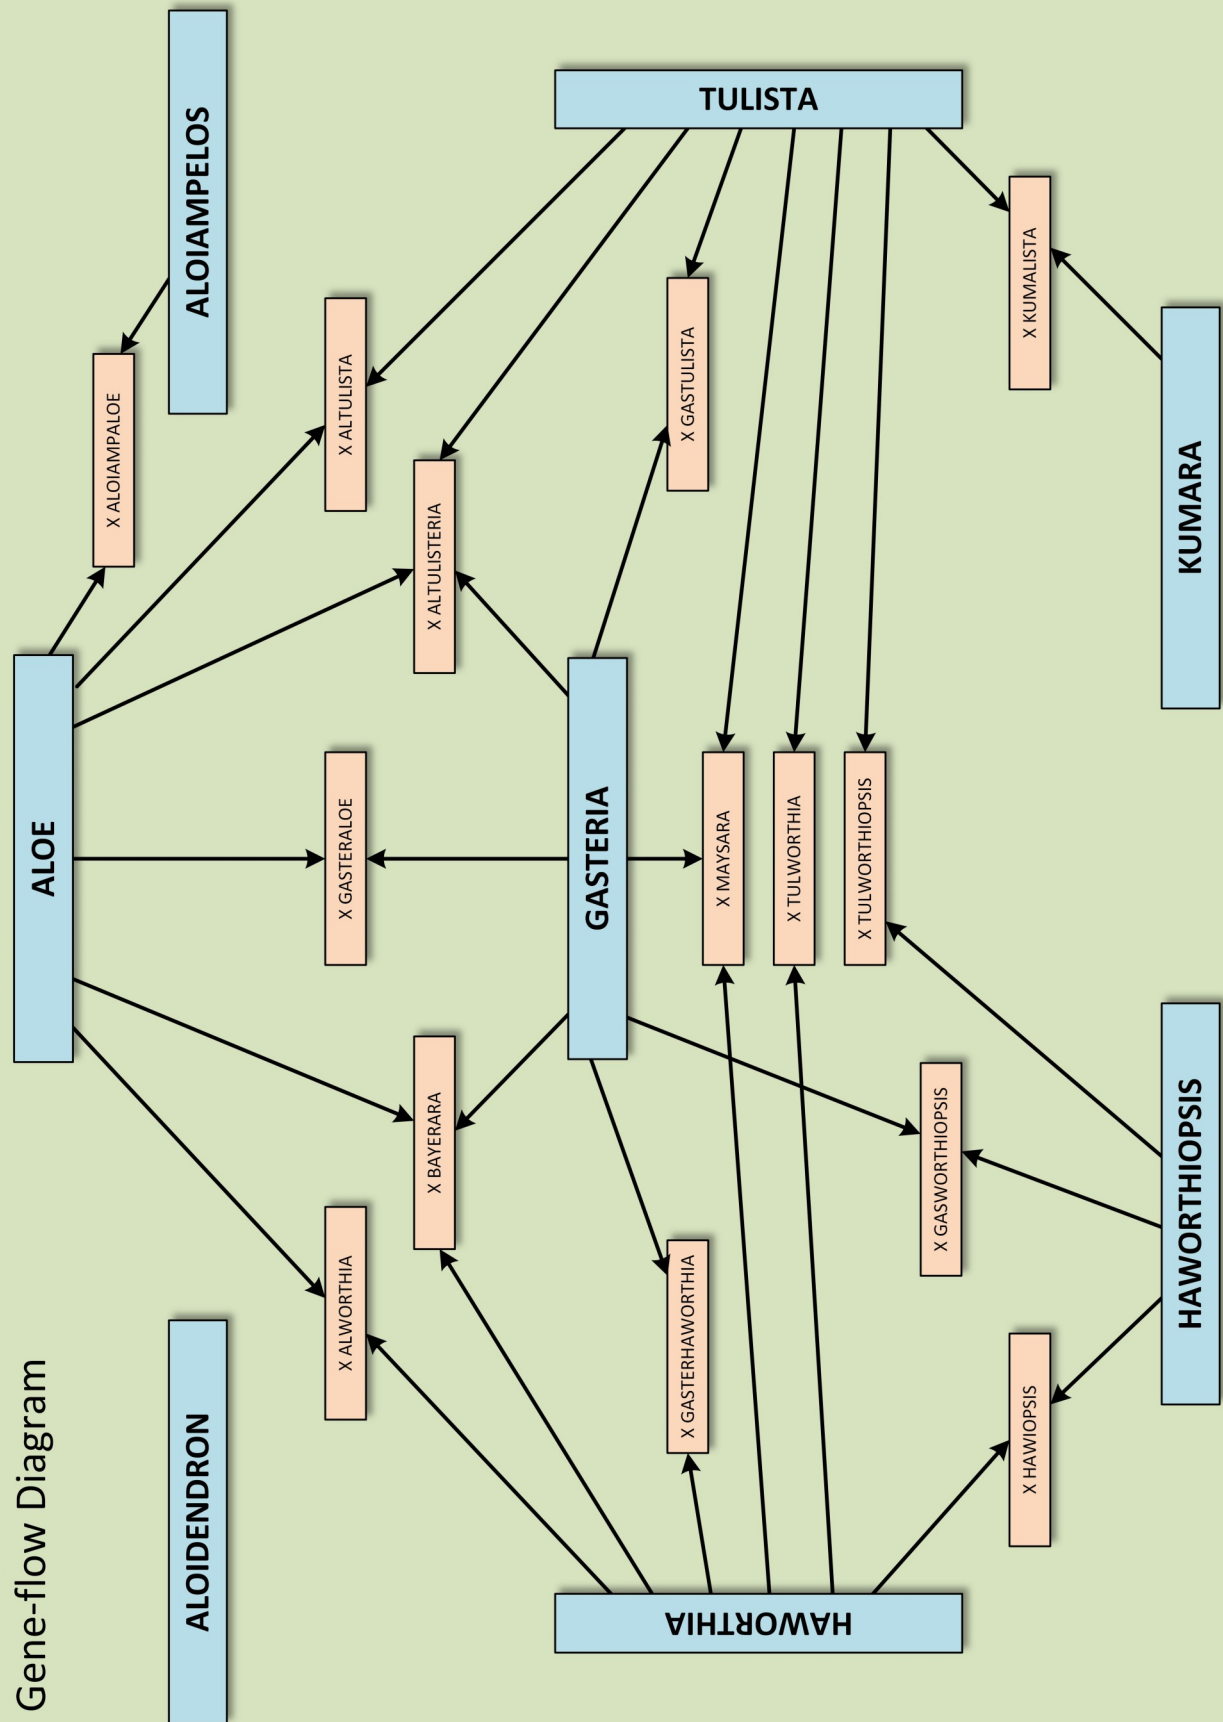 Gene-flow Diagram
ALOE
X ALOIAMPALOE
ALOIDENDRON
ALOIAMPELOS
X ALWORTHIA
X GASTERALOE
X ALTULISTA
X BAYERARA
X ALTULISTERIA
HAWORTHIA
GASTERIA
TULISTA
X GASTERHAWORTHIA
X GASTULISTA
X MAYSARA
X TULWORTHIA
X TULWORTHIOPSIS
X GASWORTHIOPSIS
X HAWIOPSIS
X KUMALISTA
HAWORTHIOPSIS
KUMARA